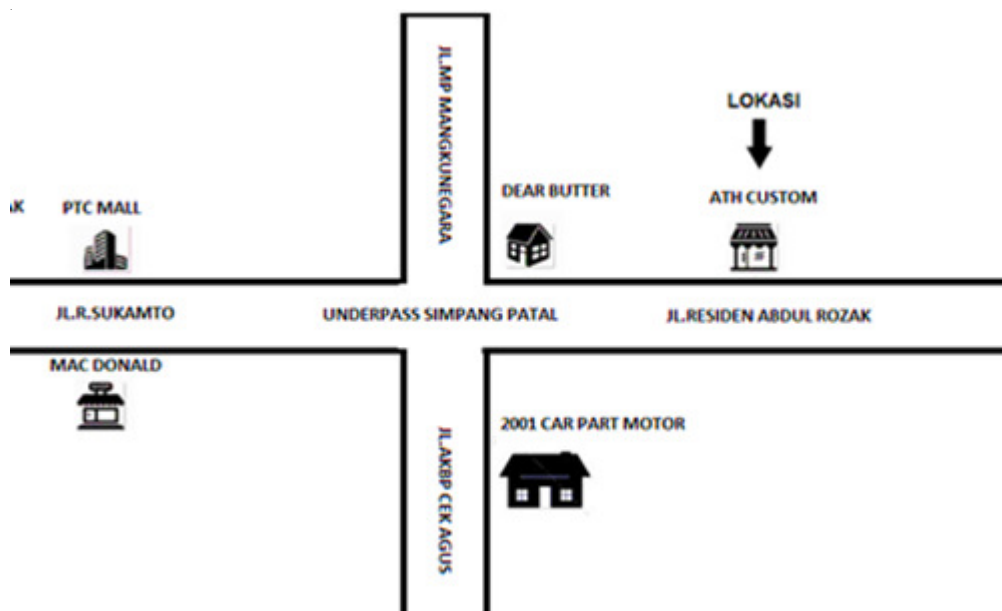 JL.MP MANGKUNEGARA
LOKASI
DEAR BUTTER
ATH CUSTOM
AK
PTC MALL
JL.R.SUKAMTO
UNDERPASS SIMPANG PATAL
JL.RESIDEN ABDUL ROZAK
MAC DONALD
2001 CAR PART MOTOR
JL.AKBP CEK AGUS